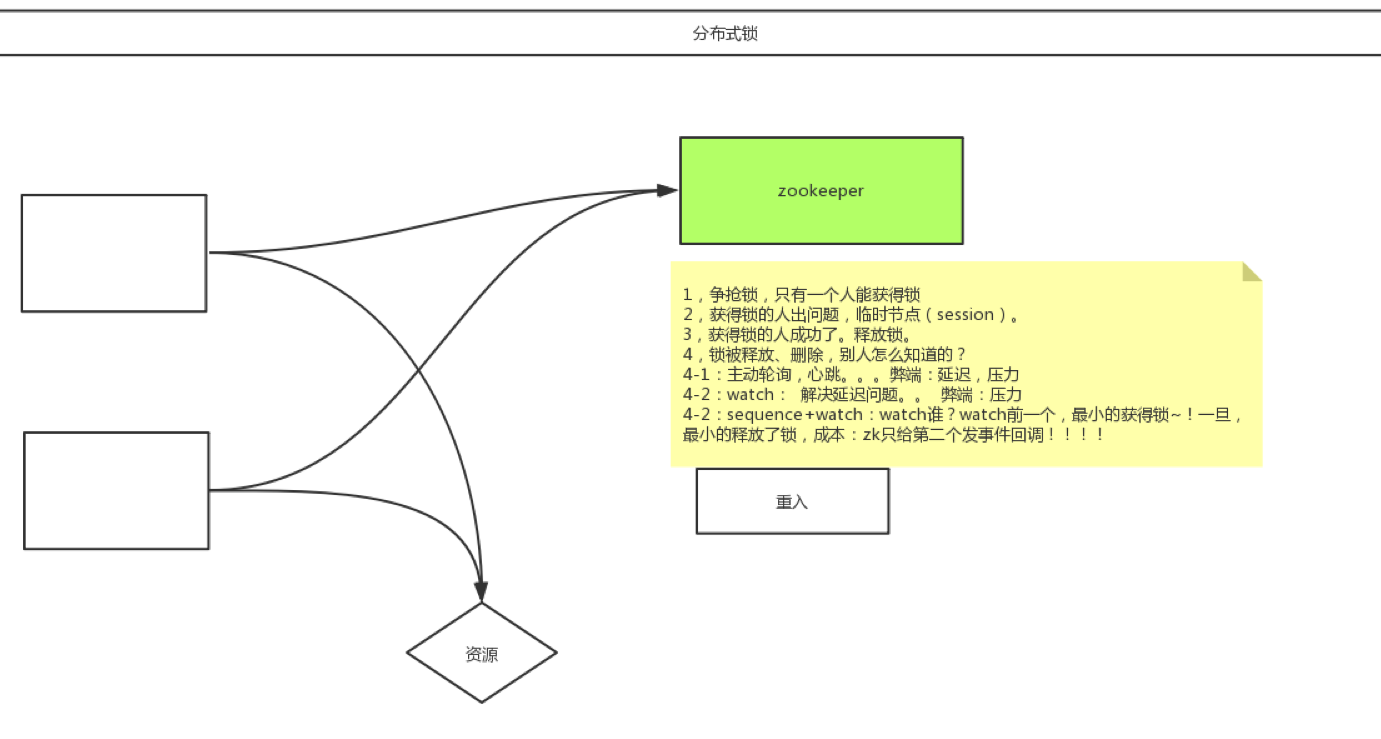 分布式锁
zookeeper
1，争抢锁，只有一个人能获得锁
2，获得锁的人出问题，临时节点（session）。
3，获得锁的人成功了。释放锁。
4，锁被释放、删除，别人怎么知道的？
4-1：主动轮询，心跳。。。弊端：延迟，压力
4-2：watch： 解决延迟问题。。 弊端：压力
4-2：sequence+watch：watch谁？watch前一个，最小的获得锁~！一旦，
最小的释放了锁，成本：zk只给第二个发事件回调！！！！
重入
资源